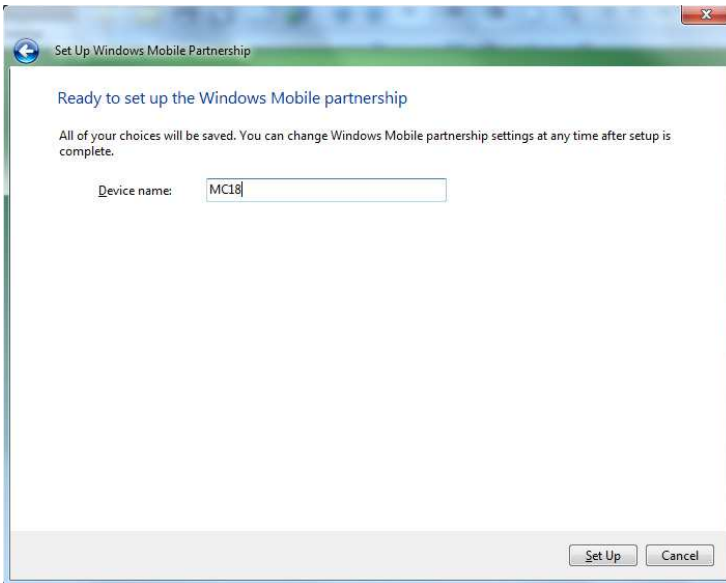 Set Up Windows Mobile Partnership
Ready to set up the Windows Mobile partnership
All of your choices will be saved. You can change Windows Mobile partnership settings at any time after setup is
complete.
Device name: MC18
Set Up Cancel